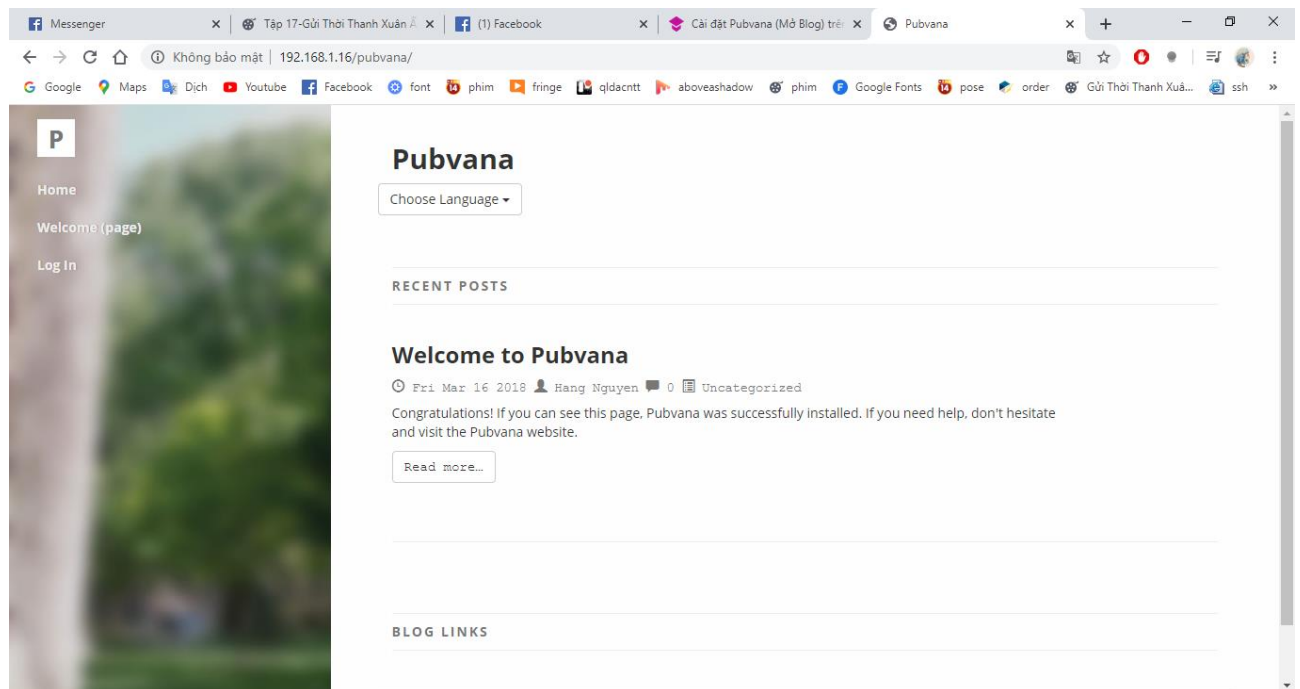 Messenger
Tập 17-Gửi Thời Thanh Xuân
(1) Facebook
Cài đặt Pubvana (Mở Blog) trê
Pubvana
Không bảo mật | 192.168.1.16/pubvana/
Google Maps Dịch Youtube Facebook font phim fringe qldacntt aboveashadow phim Google Fonts pose order Gửi Thời Thanh Xuâ... ssh »
P
Home
Welcome (page)
Log In
Pubvana
Choose Language
RECENT POSTS
Welcome to Pubvana
Fri Mar 16 2018 Hang Nguyen 0 Uncategorized
Congratulations! If you can see this page, Pubvana was successfully installed. If you need help, don't hesitate
and visit the Pubvana website.
Read more…
BLOG LINKS